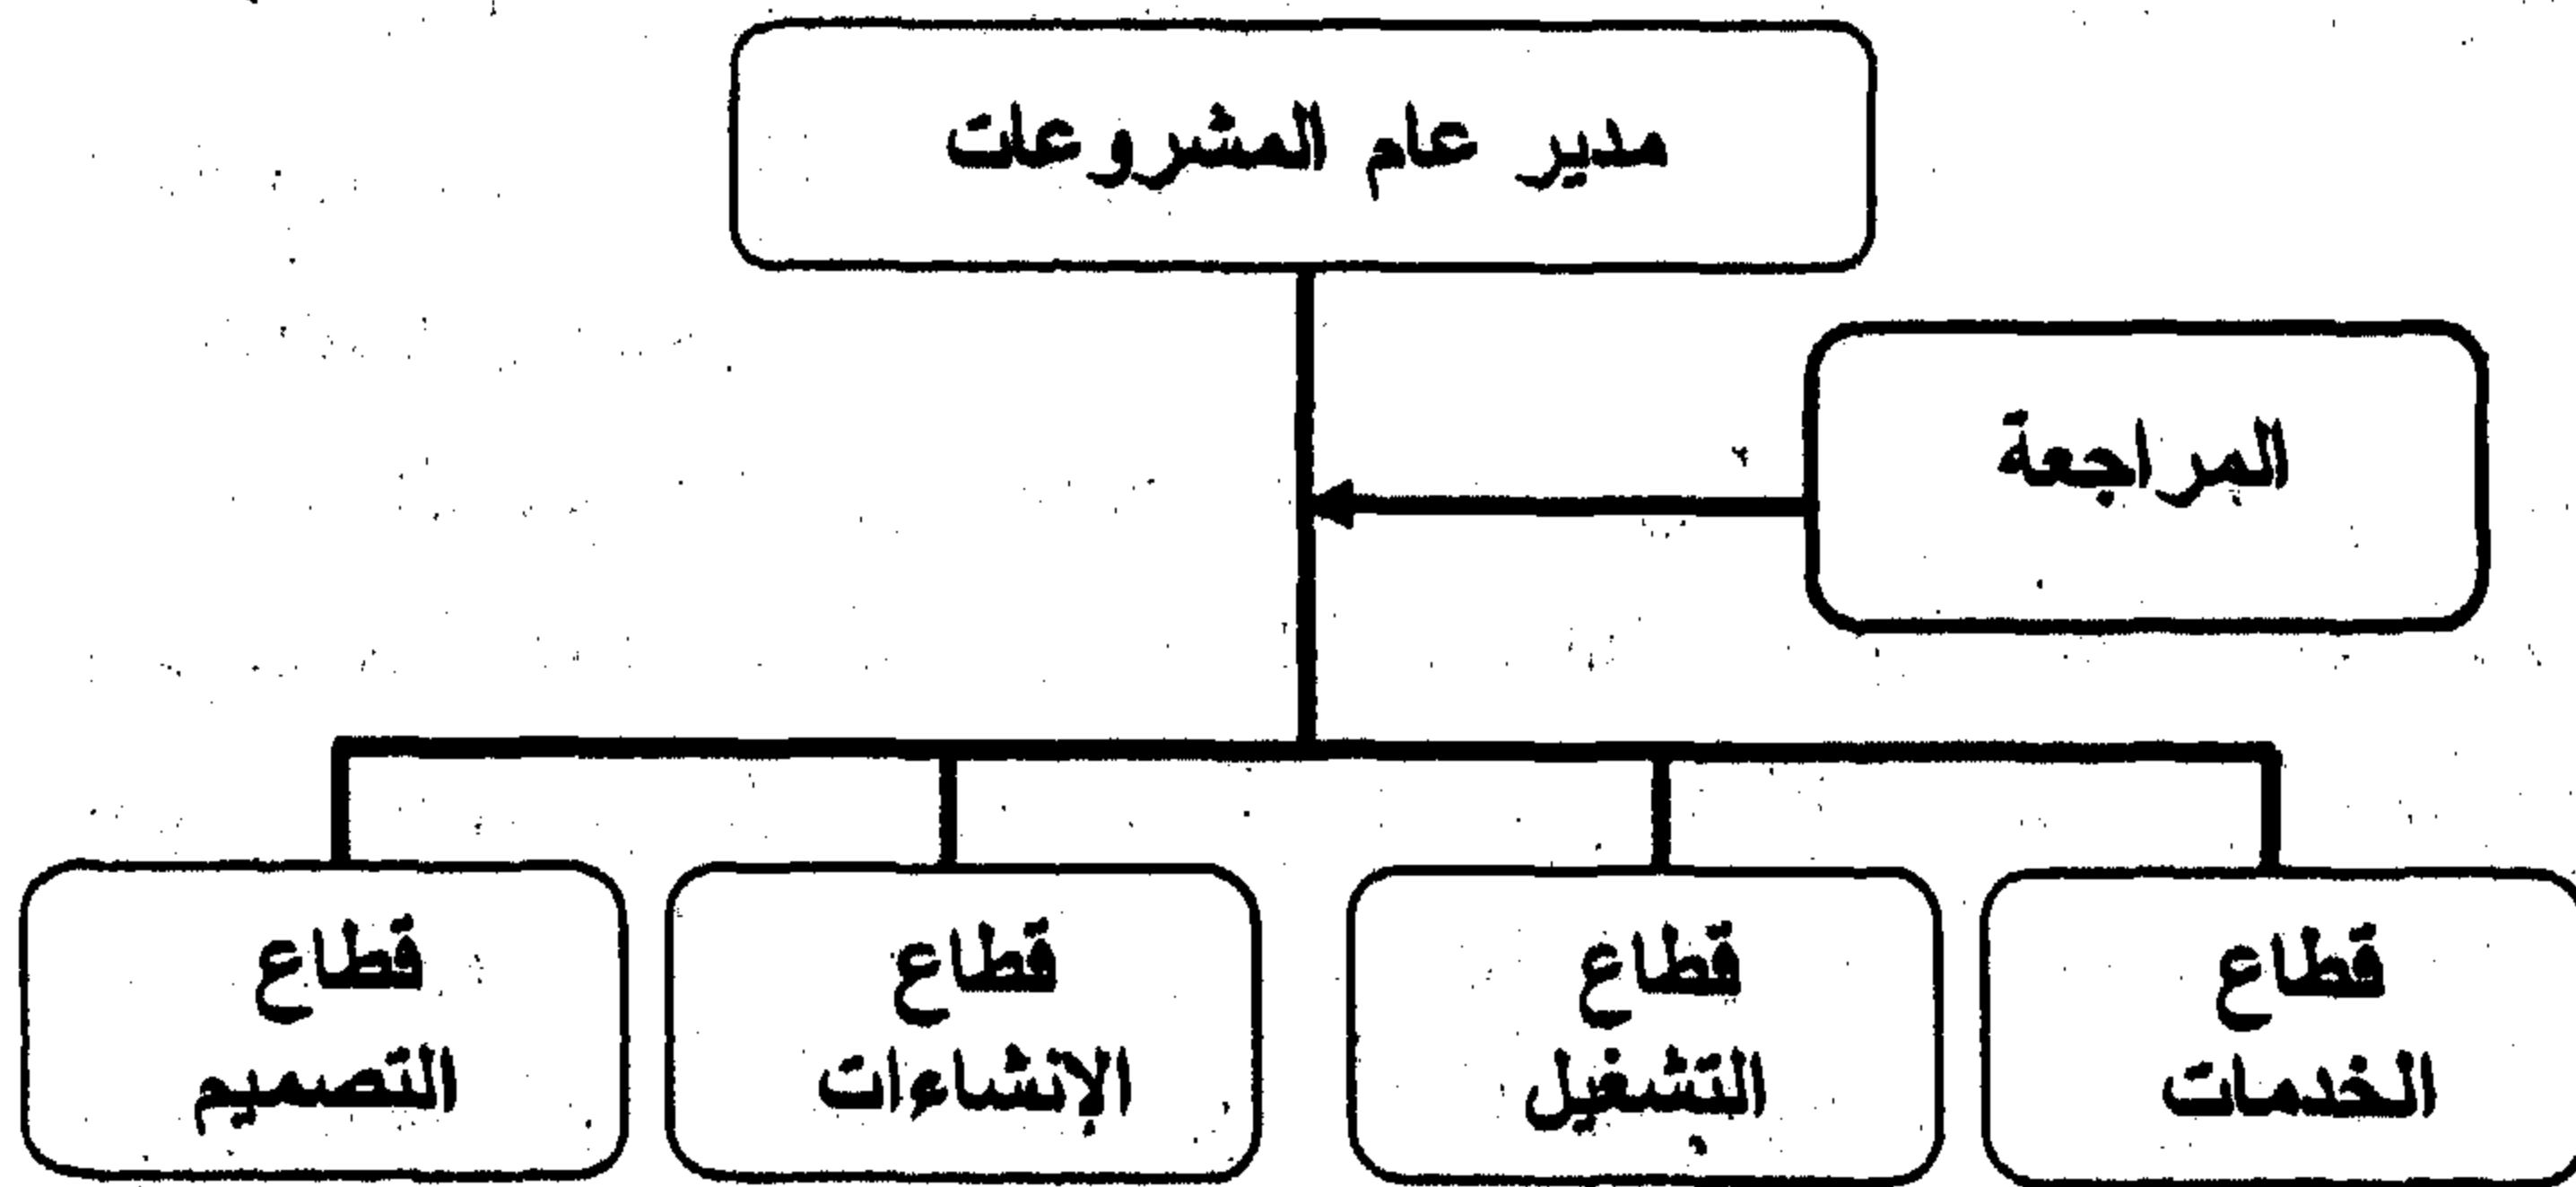 مدير عام المشروعات
المراجعة
قطاع
الخدمات
قطاع
التشغيل
قطاع
الإنشاءات
قطاع
التصميم